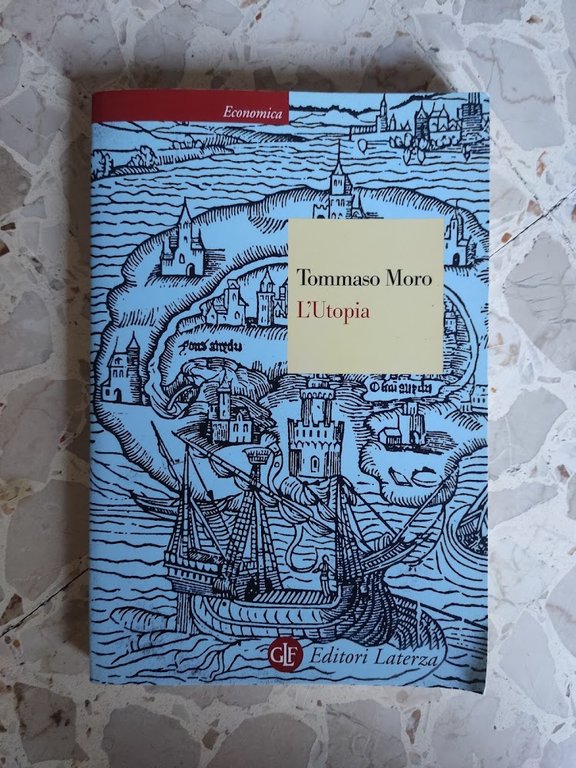 Economica
Tommaso Moro
L'Utopia
GLF Editori Laterza